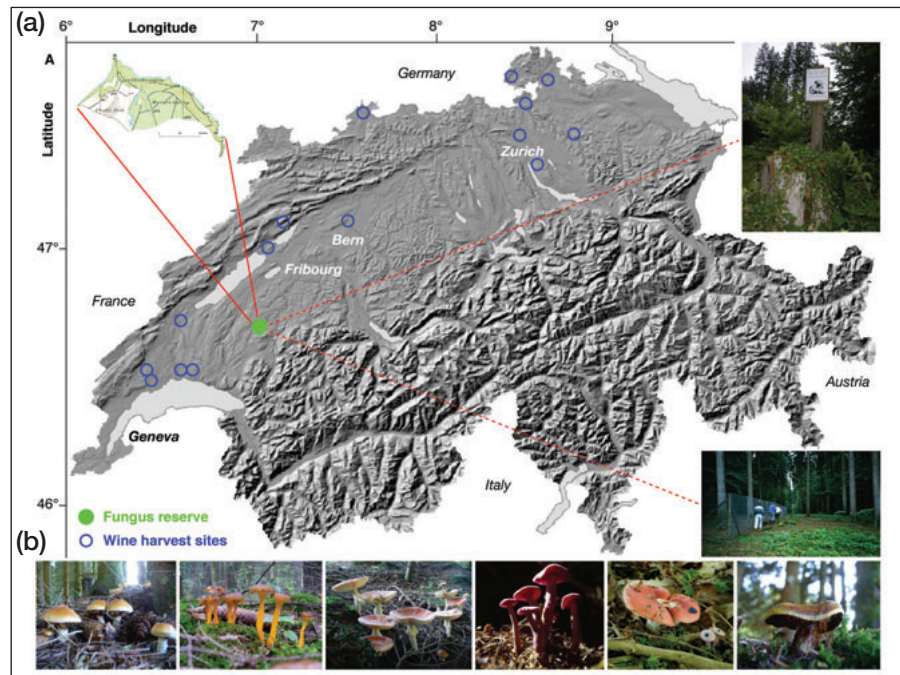 (a)
6°
Longitude
7°
8°
9°
A
Germany
Latitude
Zurich
47°
Bern
Fribourg
France
Austria
Geneva
Italy
46°
Fungus reserve
Wine harvest sites
(b)